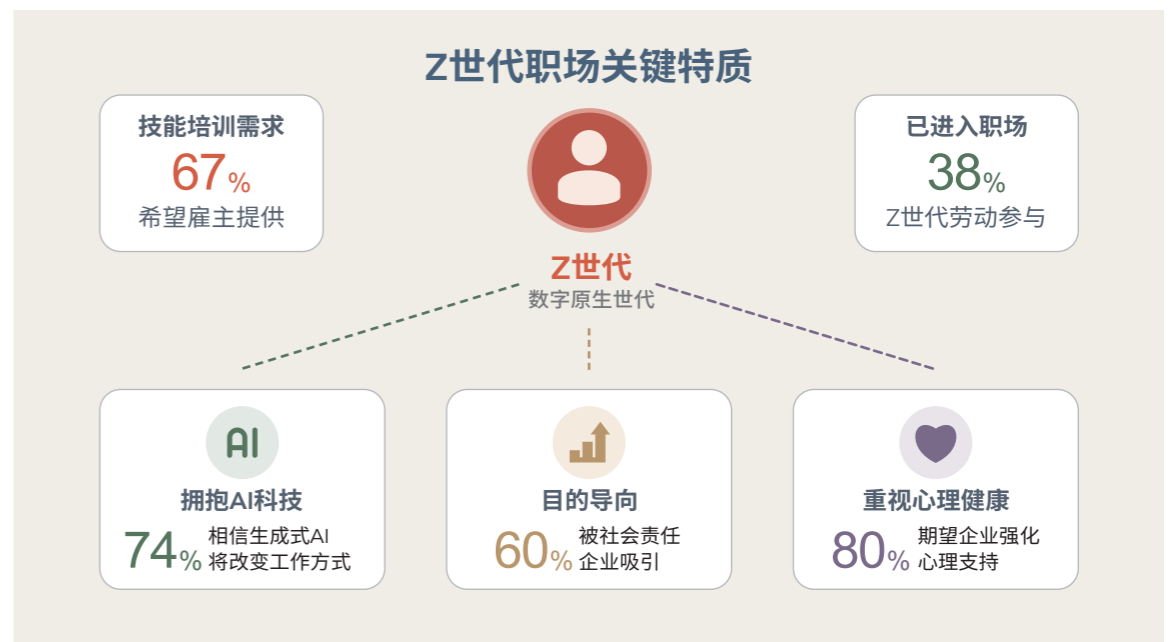 Z世代职场关键特质
技能培训需求
67%
希望雇主提供
已进入职场
38%
Z世代劳动参与
Z世代
数字原生世代
AI
拥抱AI科技
74%
相信生成式AI
将改变工作方式
目的导向
60%
被社会责任
企业吸引
重视心理健康
80%
期望企业强化
心理支持